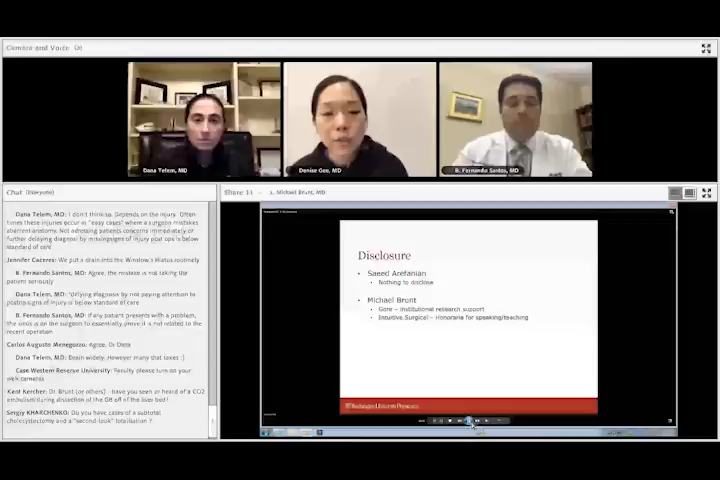 Camera and Voice
Dana Telem, MD
Denise Gee, MD
B. Fernando Santos, MD
Chat (Everyone)
Dana Telem, MD: I don't think so. Depends on the injury. Often
times these injuries occur in "easy cases" where a surgeon mistakes
aberrant anatomy. Not adressing patients concerns immediately or
further delaying diagnosis by missing signs of injury post ops is below
standard of care
Jennifer Caceres: We put a drain into the Winslow's Hiatus routinely
B. Fernando Santos, MD: Agree, the mistake is not taking the
patient seriously
Dana Telem, MD: *defying diagnosis by not paying attention to
postop signs of injury is below standard of care
B. Fernando Santos, MD: If any patient presents with a problem,
the onus is on the surgeon to essentially prove it is not related to the
recent operation
Carlos Augusto Menegozzo: Agree, Dr
Dana Telem, MD: Drain widely. However many that takes :)
Case Western Reserve University: Faculty please turn on your
web cameras
Kent Kercher: Dr. Brunt (or others) - have you seen or heard of a CO2
embolism during dissection of the GB off of the liver bed?
Sergiy KHARCHENKO: Do you have cases of a subtotal
cholecystectomy and a "second-look" totalisation ?
Share 11
Michael Brunt, MD
Disclosure
• Saeed Arefanian
• Nothing to disclose
• Michael Brunt
• Gore – institutional research support
• Intuitive Surgical – Honoraria for speaking/teaching
Washington University Physicians